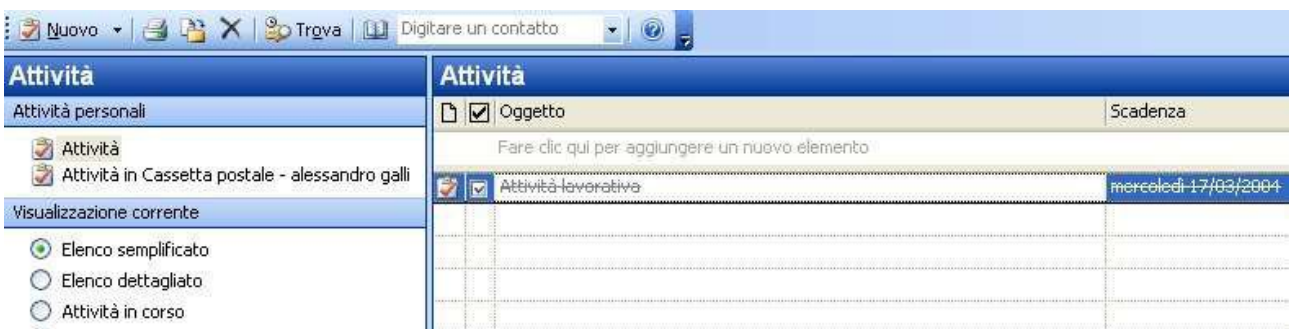 Nuovo Trova Digitare un contatto
Attività
Attività personali
Attività
Attività in Cassetta postale - alessandro galli
Visualizzazione corrente
Elenco semplificato
Elenco dettagliato
Attività in corso
Attività
Oggetto Scadenza
Fare clic qui per aggiungere un nuovo elemento
Attività lavorativa mercoledì 17/03/2004